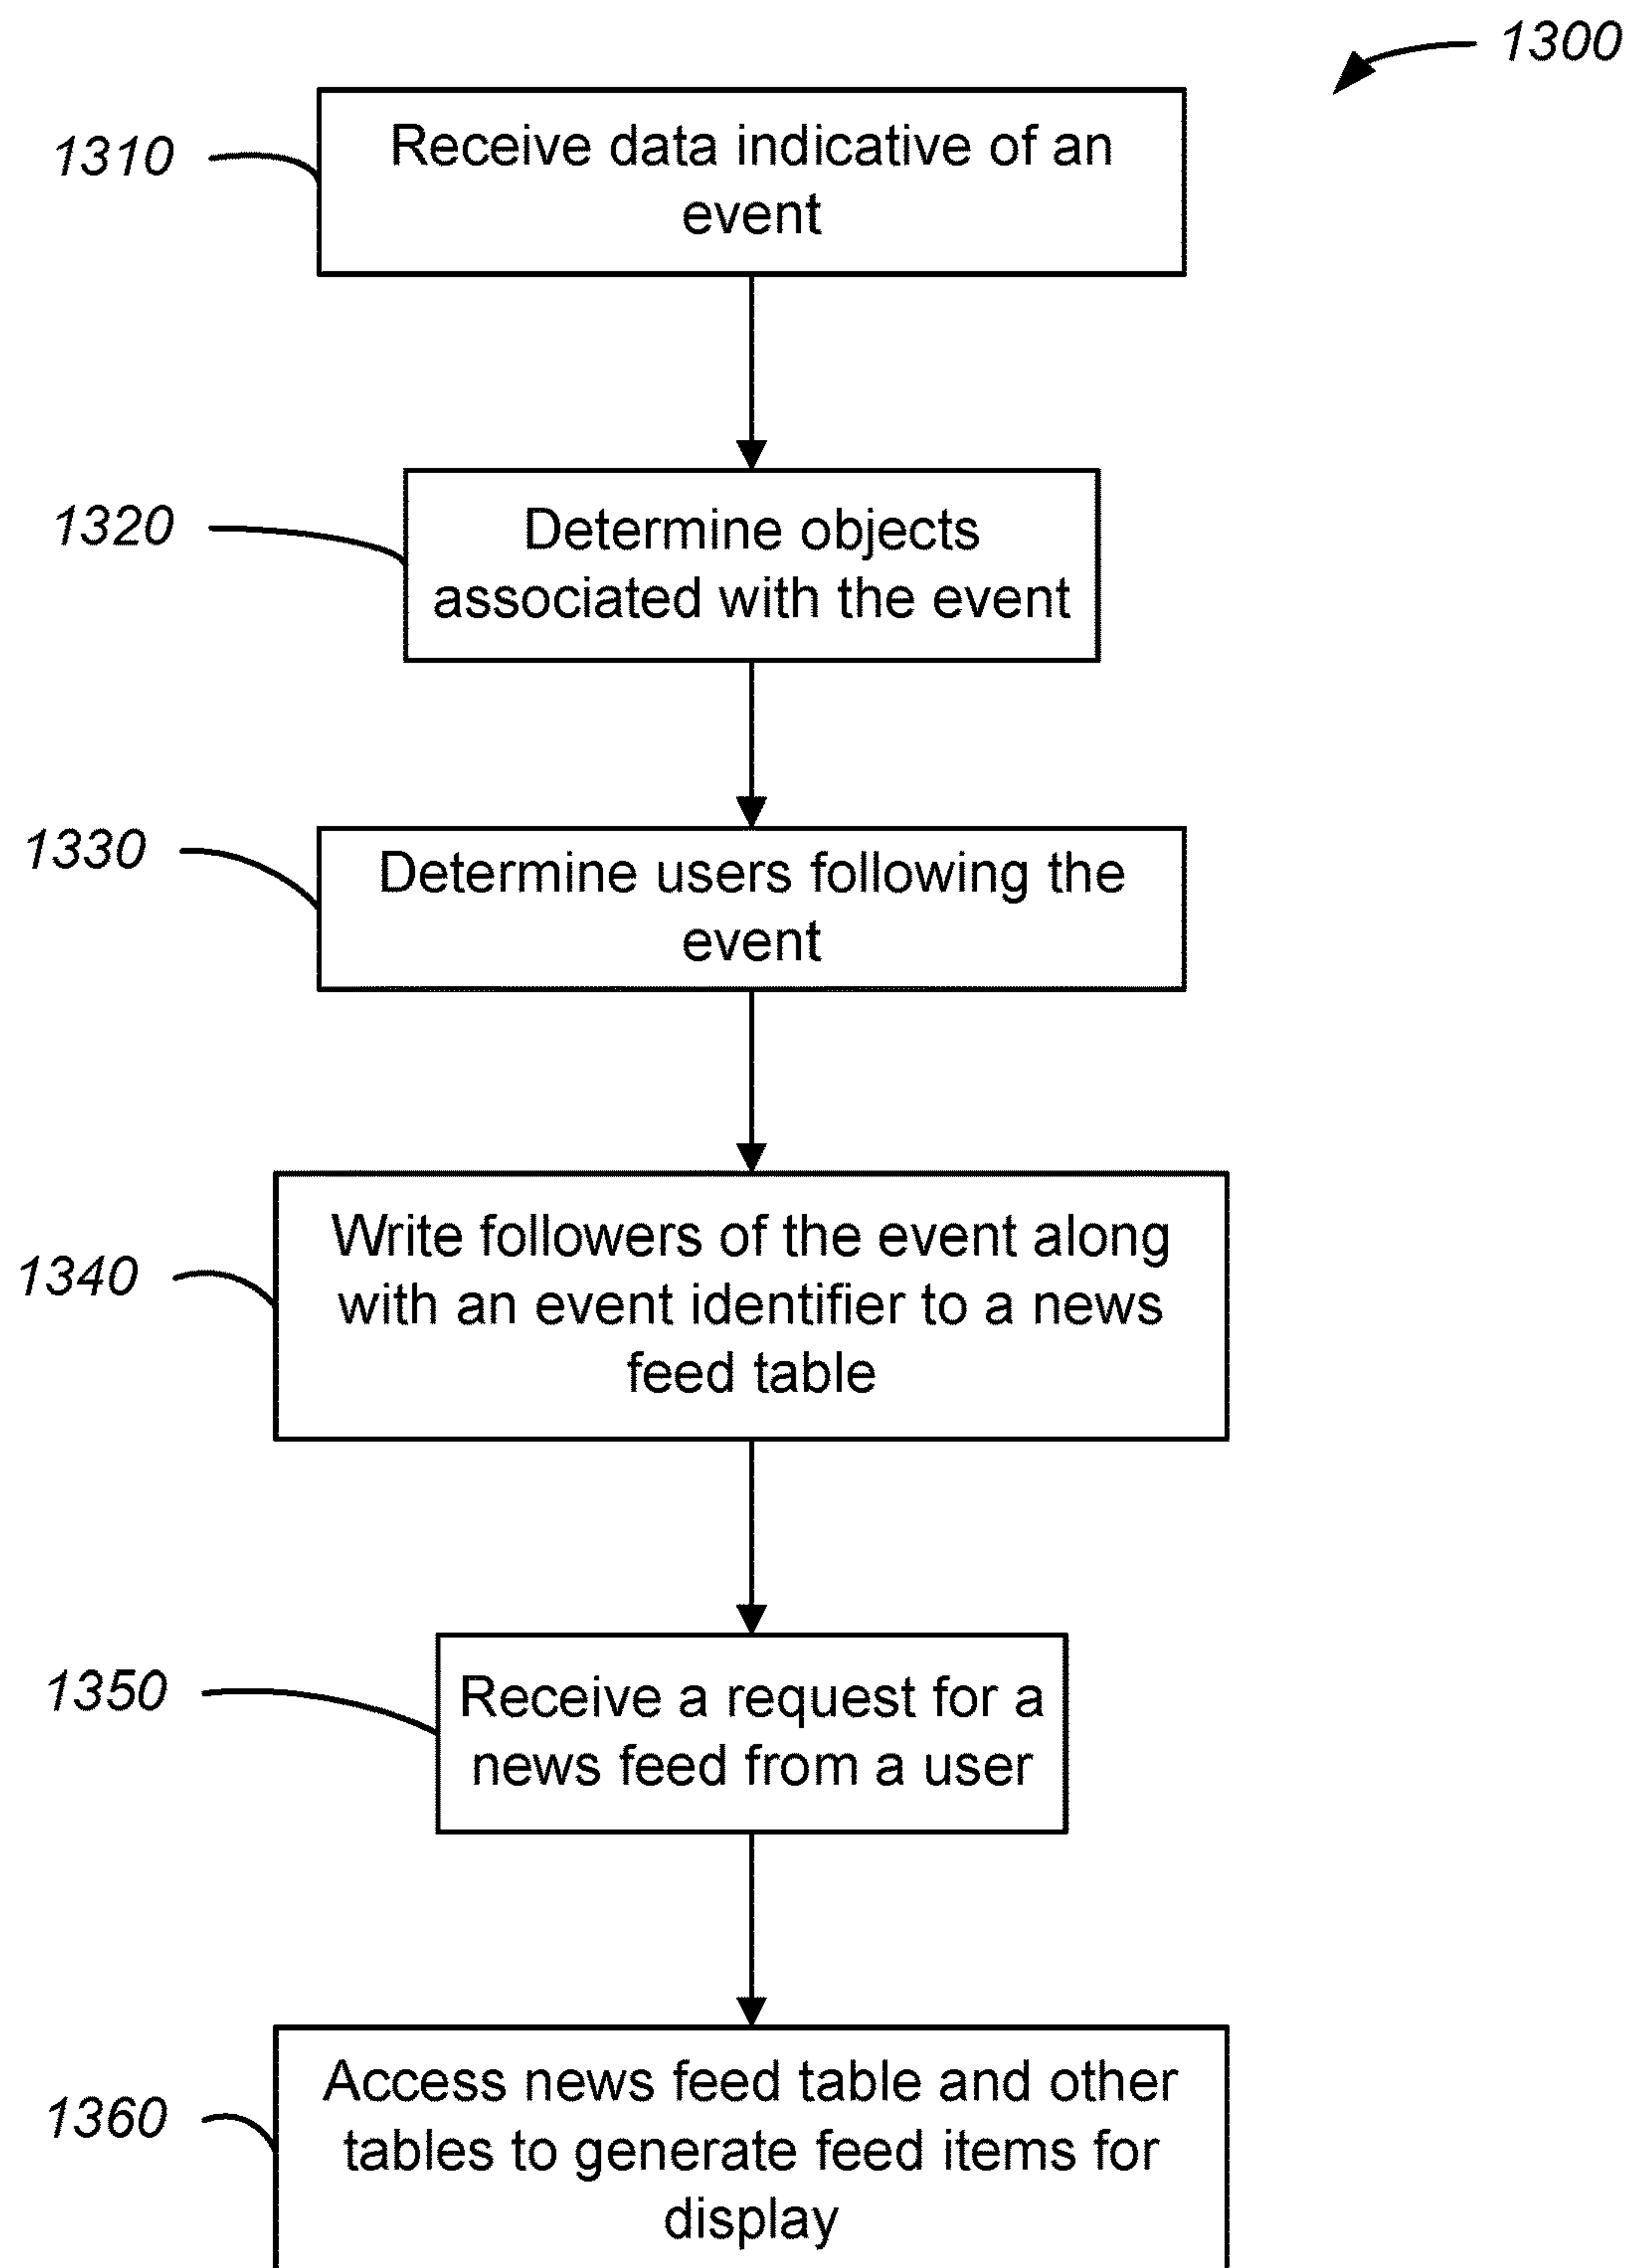 1300
1310
Receive data indicative of an
event
1320
Determine objects
associated with the event
1330
Determine users following the
event
1340
Write followers of the event along
with an event identifier to a news
feed table
1350
Receive a request for a
news feed from a user
1360
Access news feed table and other
tables to generate feed items for
display